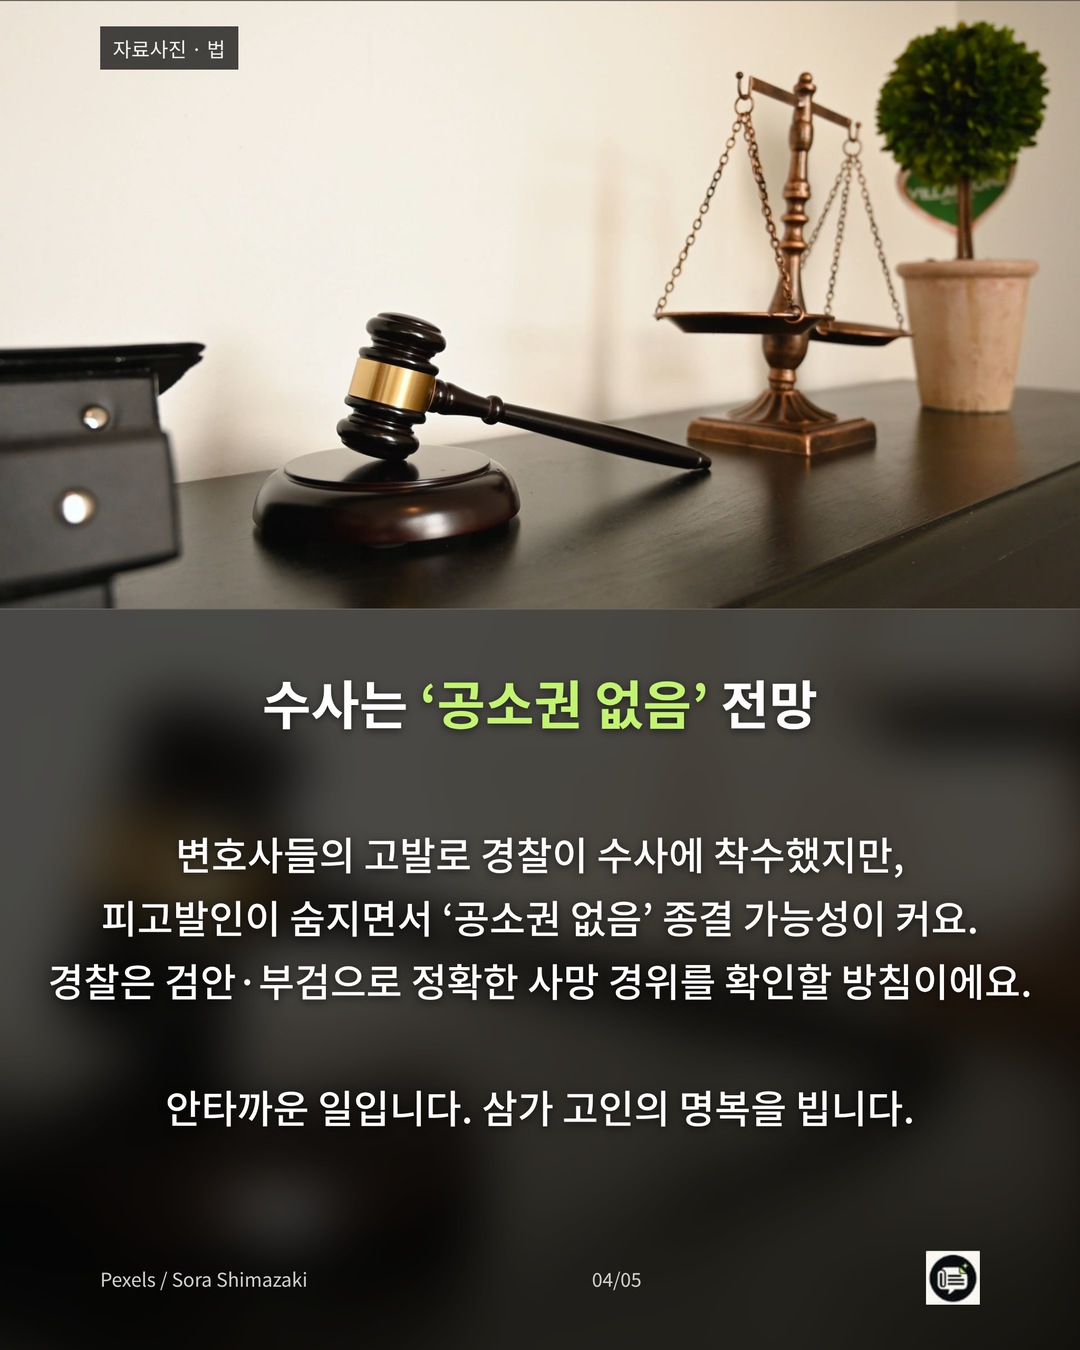 자료사진 · 법
수사는 ‘공소권 없음’ 전망
변호사들의 고발로 경찰이 수사에 착수했지만,
피고발인이 숨지면서 ‘공소권 없음’ 종결 가능성이 커요.
경찰은 검안·부검으로 정확한 사망 경위를 확인할 방침이에요.
안타까운 일입니다. 삼가 고인의 명복을 빕니다.
Pexels / Sora Shimazaki
04/05